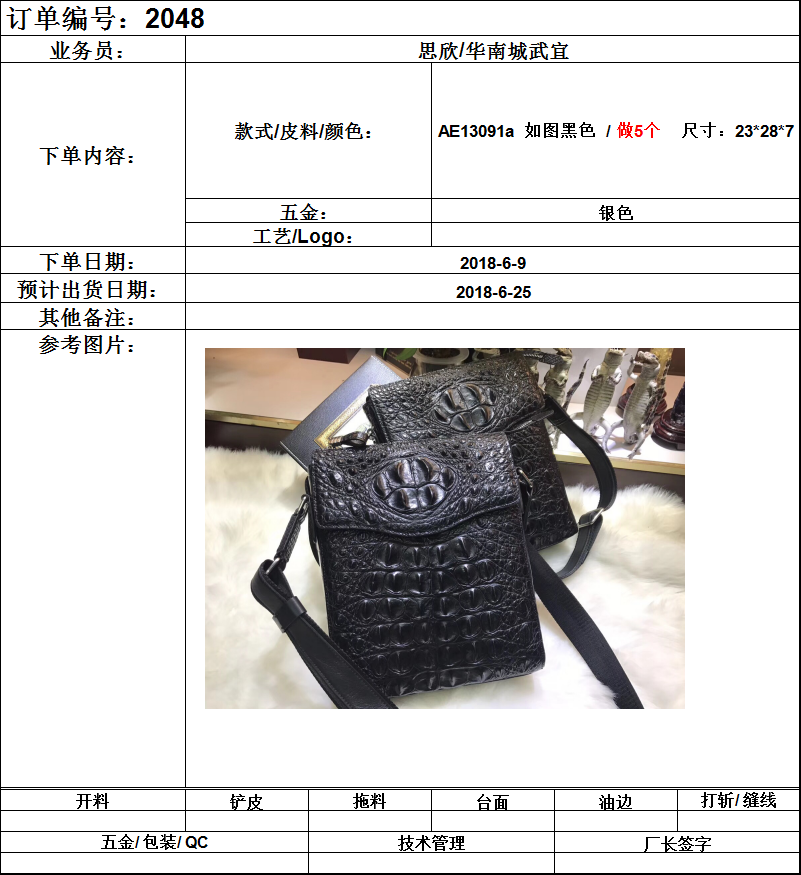 订单编号：2048
业务员： 思欣/华南城武宜
下单内容： 款式/皮料/颜色： AE13091a 如图黑色 / 做5个 尺寸：23*28*7
五金： 银色
工艺/Logo：
下单日期： 2018-6-9
预计出货日期： 2018-6-25
其他备注：
参考图片：
开料 铲皮 拖料 台面 油边 打斩/缝线
五金/包装/QC 技术管理 厂长签字